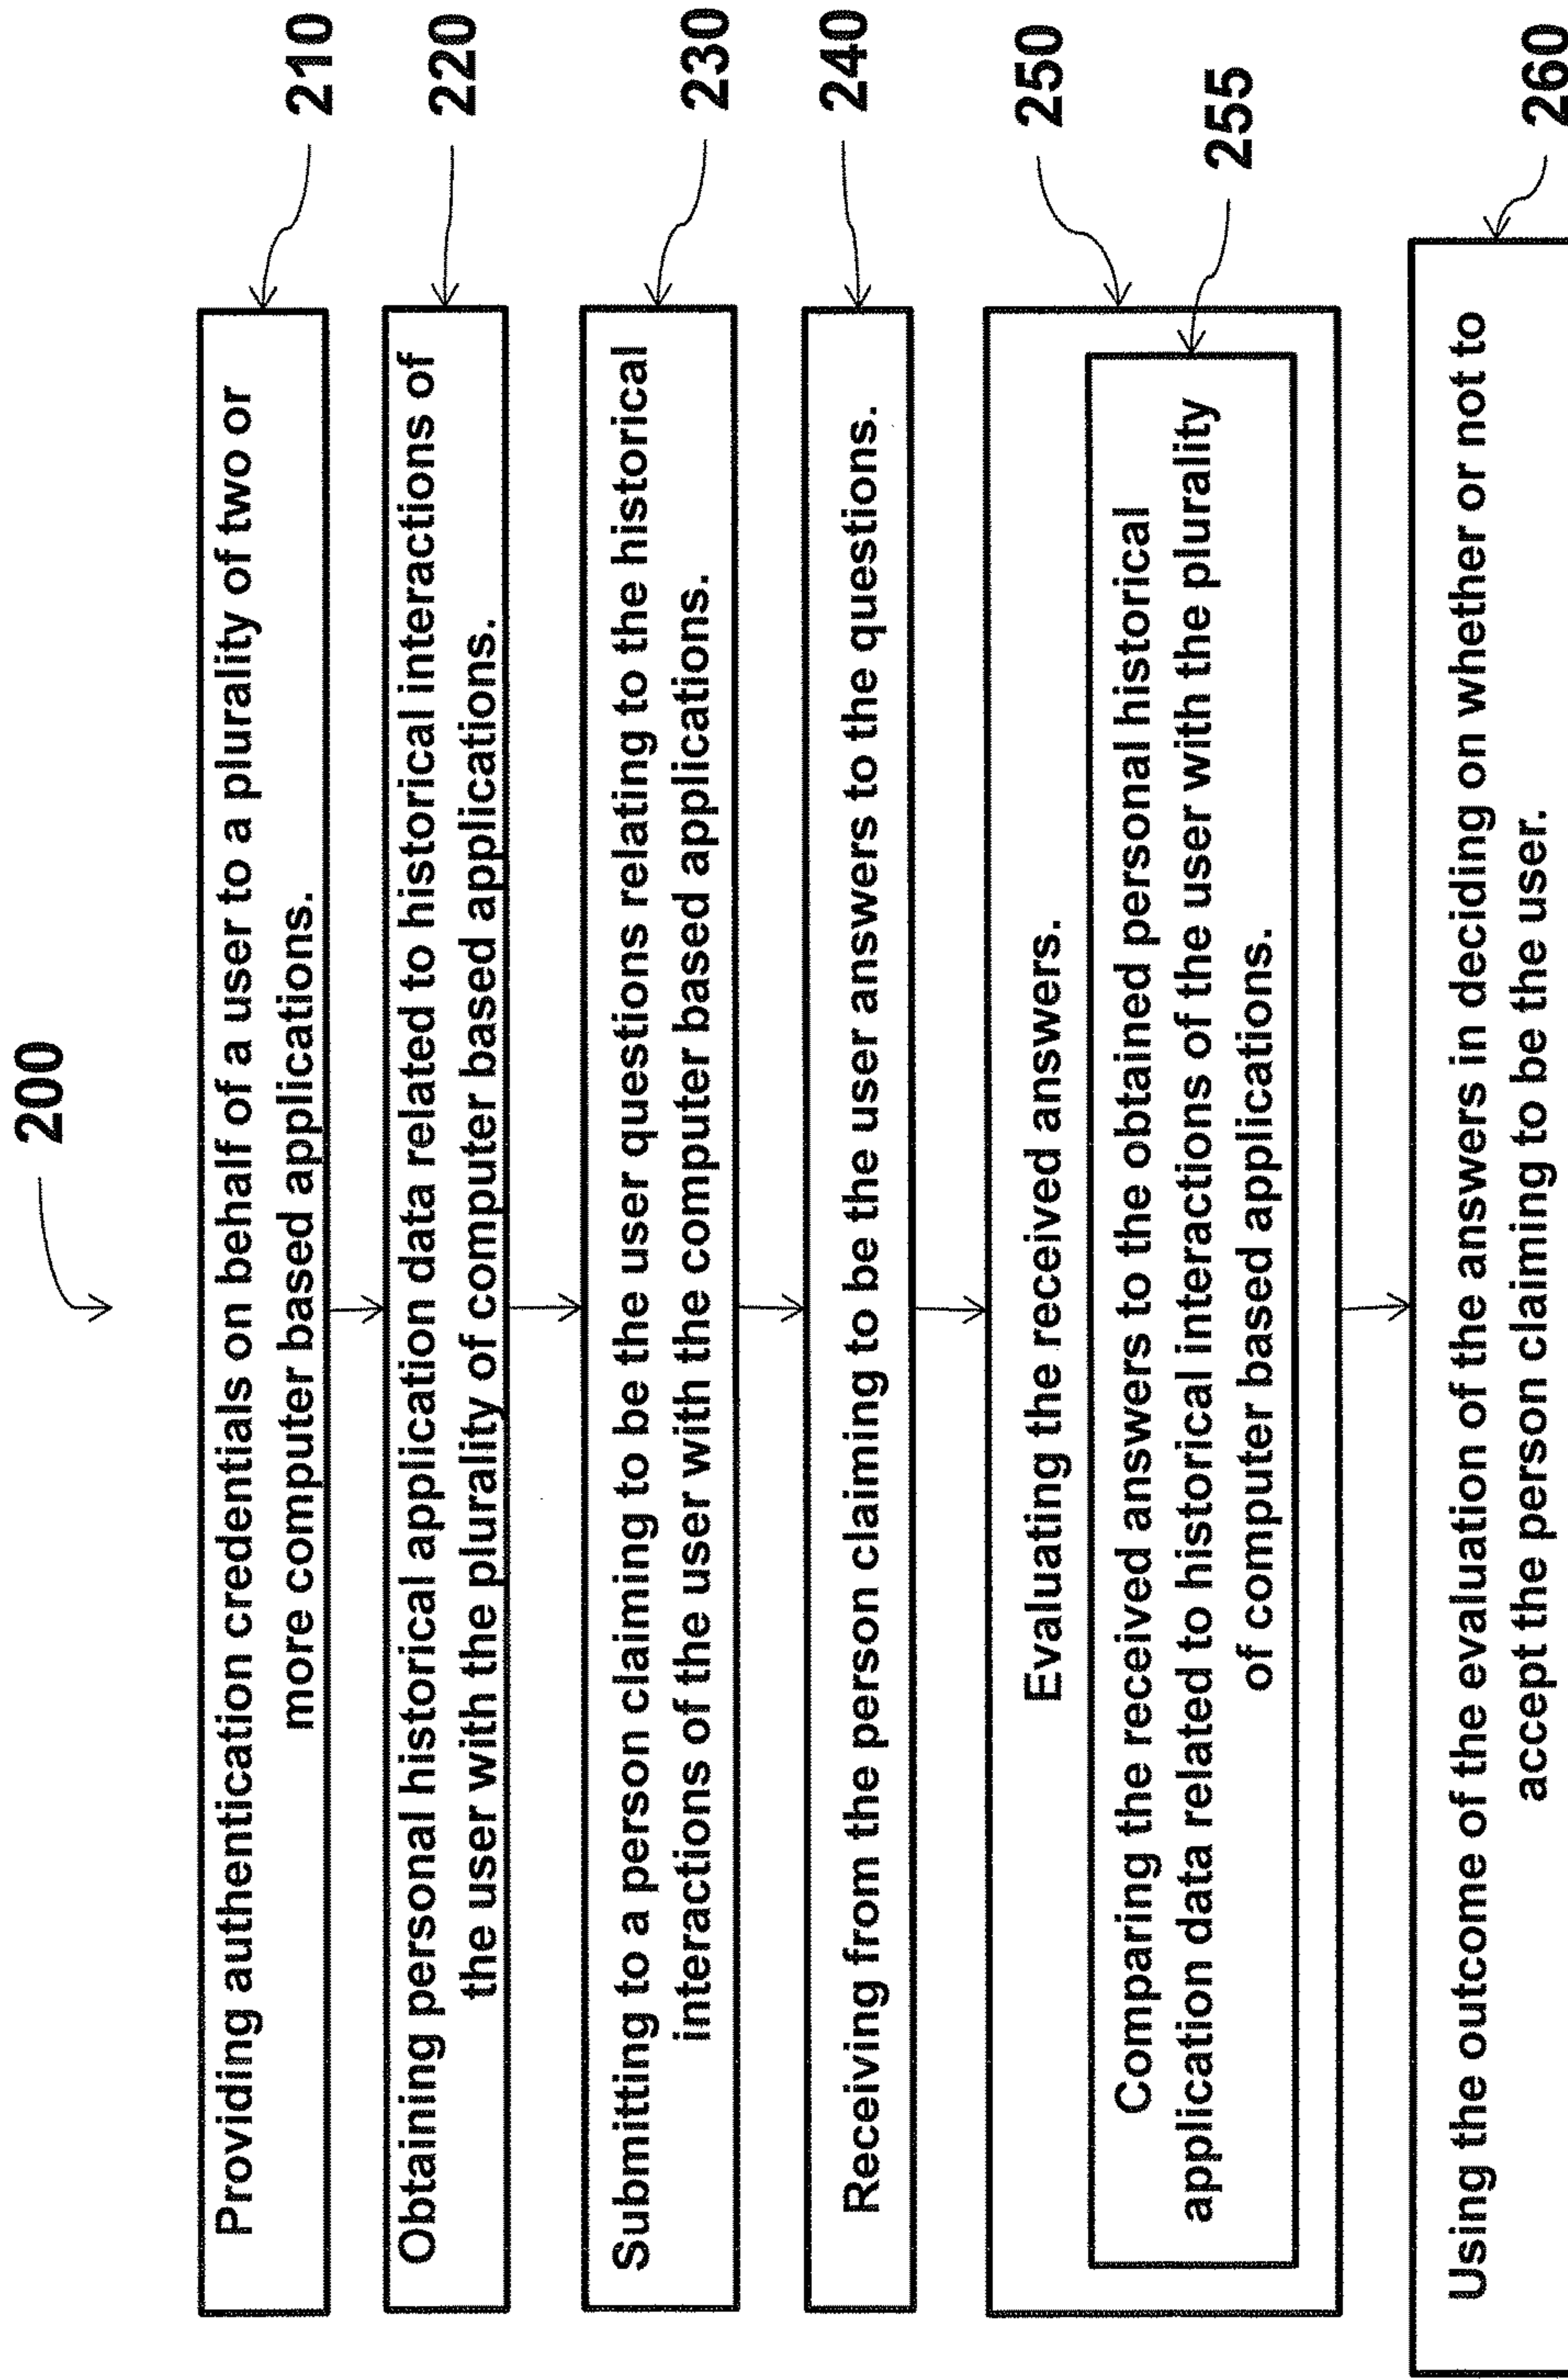 200
Providing authentication credentials on behalf of a user to a plurality of two or
more computer based applications.
210
Obtaining personal historical application data related to historical interactions of
the user with the plurality of computer based applications.
220
Submitting to a person claiming to be the user questions relating to the historical
interactions of the user with the computer based applications.
230
Receiving from the person claiming to be the user answers to the questions.
240
Evaluating the received answers.
250
Comparing the received answers to the obtained personal historical
application data related to historical interactions of the user with the plurality
of computer based applications.
255
Using the outcome of the evaluation of the answers in deciding on whether or not to
accept the person claiming to be the user.
260